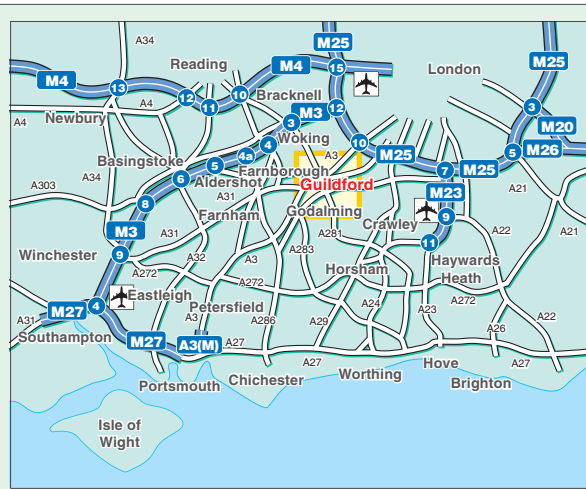 A34
M25
M25
Reading
M4
London
15
M4
13
12
10
Bracknell
11
A4
M3
12
3
A4
Newbury
3
M20
Woking
10
4
A3
M25
5
M26
Basingstoke
4a
5
Farnborough
7
M25
6
Aldershot
Guildford
A303
A34
M23
A21
A31
8
Farnham
Godalming
9
Crawley
M3
A31
A281
A22
A21
11
A283
Winchester
9
A32
A3
Haywards
Heath
A272
Horsham
A272
4
Eastleigh
A24
A272
Petersfield
A23
M27
A3
A286
A29
A22
A31
A26
Southampton
M27
A3(M)
A27
A27
Hove
A27
Worthing
Chichester
Brighton
Portsmouth
Isle of
Wight